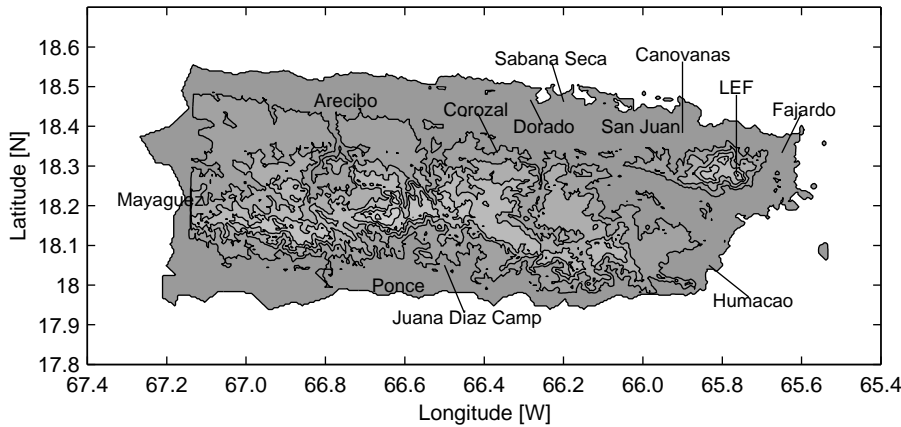 18.6
18.5
18.4
18.3
18.2
18.1
18
17.9
17.8
Latitude [N]
Sabana Seca
Canovanas
LEF
Arecibo
Corozal
Fajardo
Dorado
San Juan
Mayaguez
Ponce
Humacao
Juana Diaz Camp
67.4
67.2
67.0
66.8
66.6
66.4
66.2
66.0
65.8
65.6
65.4
Longitude [W]